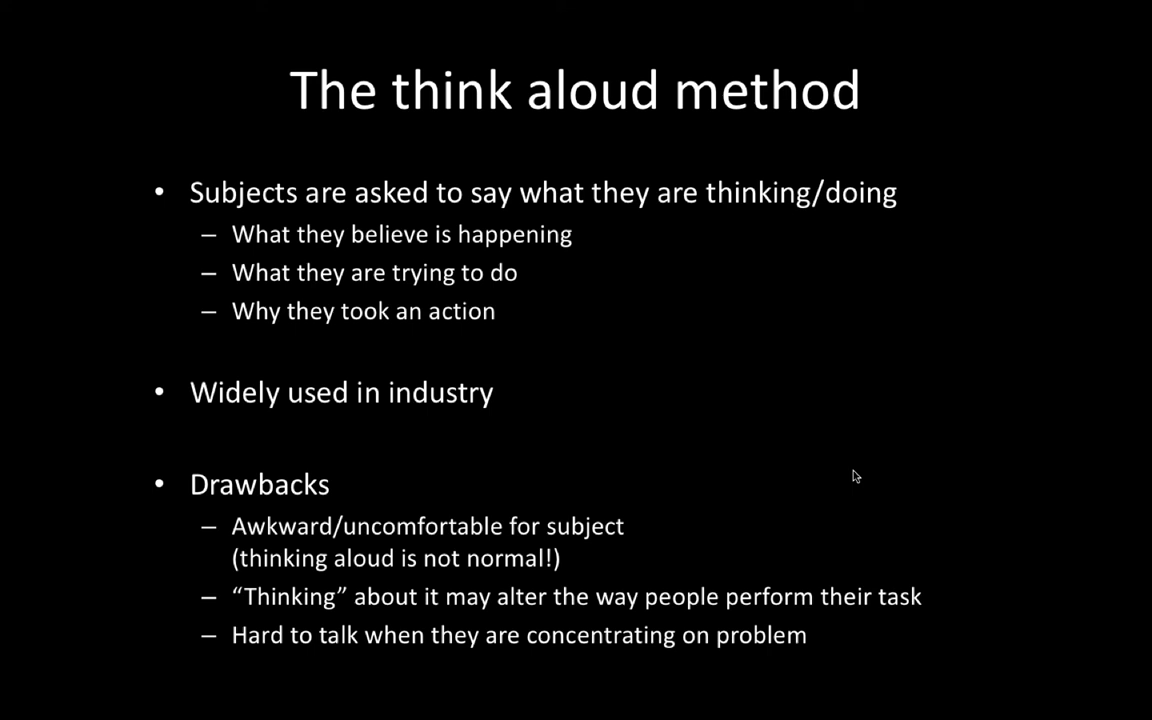 The think aloud method
• Subjects are asked to say what they are thinking/doing
– What they believe is happening
– What they are trying to do
– Why they took an action
• Widely used in industry
• Drawbacks
– Awkward/uncomfortable for subject
(thinking aloud is not normal!)
– “Thinking” about it may alter the way people perform their task
– Hard to talk when they are concentrating on problem